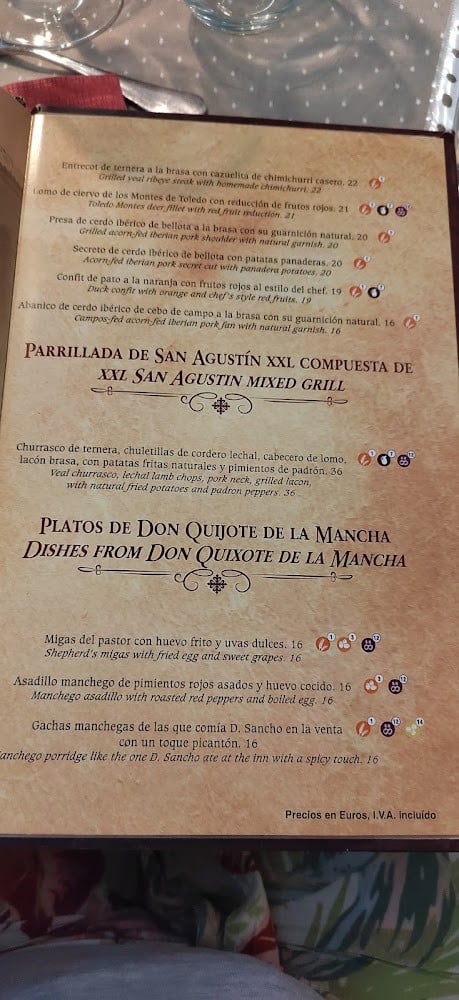 Entrecot de ternera a la brasa con cazuelita de chimichurri casero. 22
Grilled veal ribeye steak with homemade chimichurri. 22
Lomo de ciervo de los Montes de Toledo con reducción de frutos rojos. 21
Toledo Montes deer fillet with red fruit reduction. 21
Presa de cerdo ibérico de bellota a la brasa con su guarnición natural. 20
Grilled acorn-fed iberian pork shoulder with natural garnish. 20
Secreto de cerdo ibérico de bellota con patatas panaderas. 20
Acorn-fed iberian pork secret cut with panadera potatoes. 20
Confit de pato a la naranja con frutos rojos al estilo del chef. 19
Duck confit with orange and chef's style red fruits. 19
Abanico de cerdo ibérico de cebo de campo a la brasa con su guarnición natural. 16
Campos-fed acorn-fed iberian pork fan with natural garnish. 16
PARRILLADA DE SAN AGUSTÍN XXL COMPUESTA DE
XXL SAN AGUSTIN MIXED GRILL
Churrasco de ternera, chuletillas de cordero lechal, cabecero de lomo,
lacón brasa, con patatas fritas naturales y pimientos de padrón. 36
Veal churrasco, lechal lamb chops, pork neck, grilled lacon,
with natural fried potatoes and padron peppers. 36
PLATOS DE DON QUIJOTE DE LA MANCHA
DISHES FROM DON QUIXOTE DE LA MANCHA
Migas del pastor con huevo frito y uvas dulces. 16
1 3 12
Shepherd's migas with fried egg and sweet grapes. 16
Asadillo manchego de pimientos rojos asados y huevo cocido. 16
3 12
Manchego asadillo with roasted red peppers and boiled egg. 16
Gachas manchegas de las que comía D. Sancho en la venta
1 12 14
con un toque picantón. 16
anchego porridge like the one D. Sancho ate at the inn with a spicy touch. 16
Precios en Euros, I.V.A. incluído